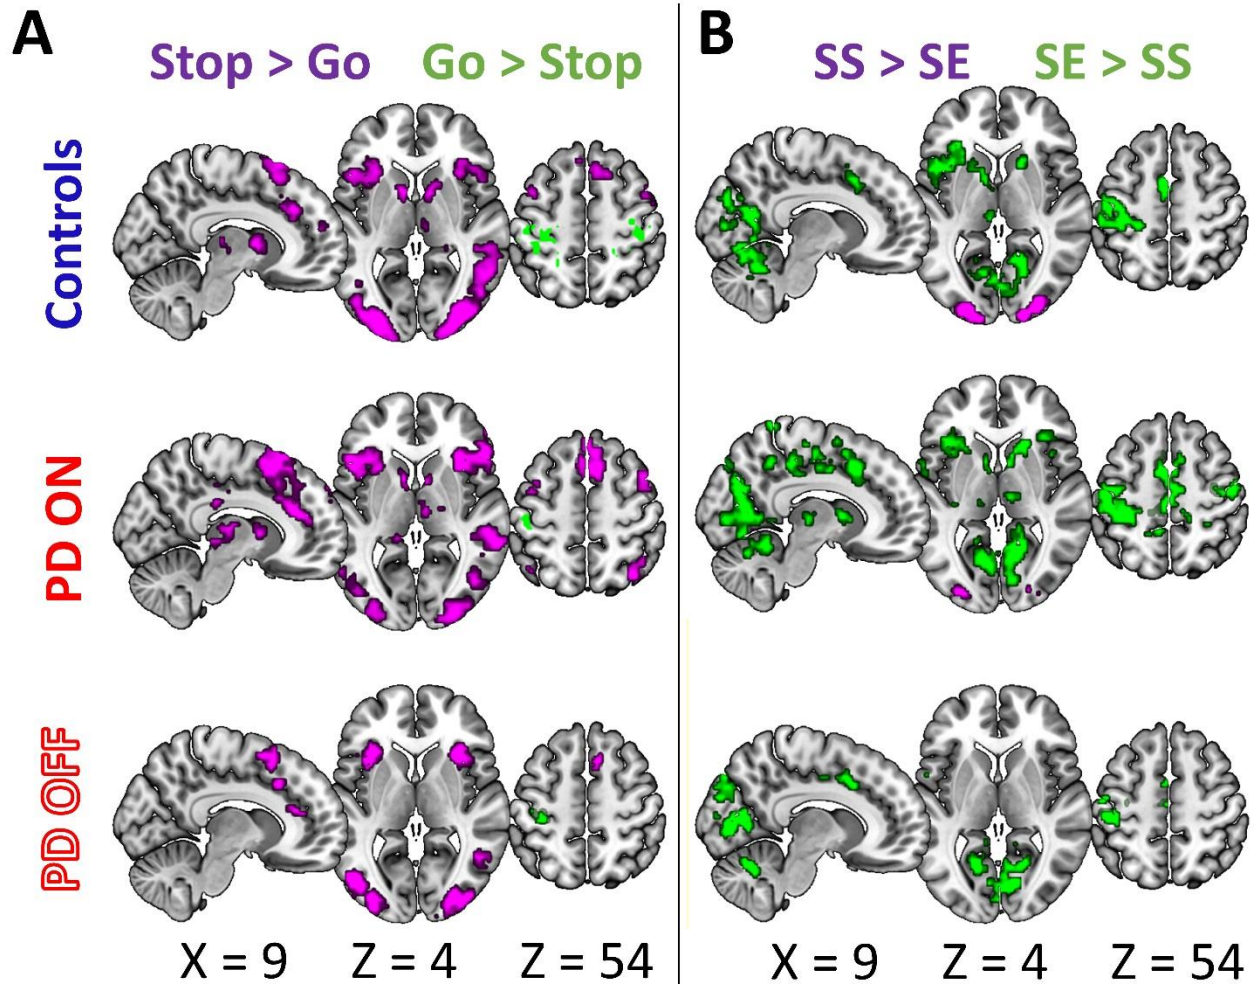 A
B
Stop > Go Go > Stop
SS > SE SE > SS
Controls
PD ON
PD OFF
X = 9 Z = 4 Z = 54
X = 9 Z = 4 Z = 54